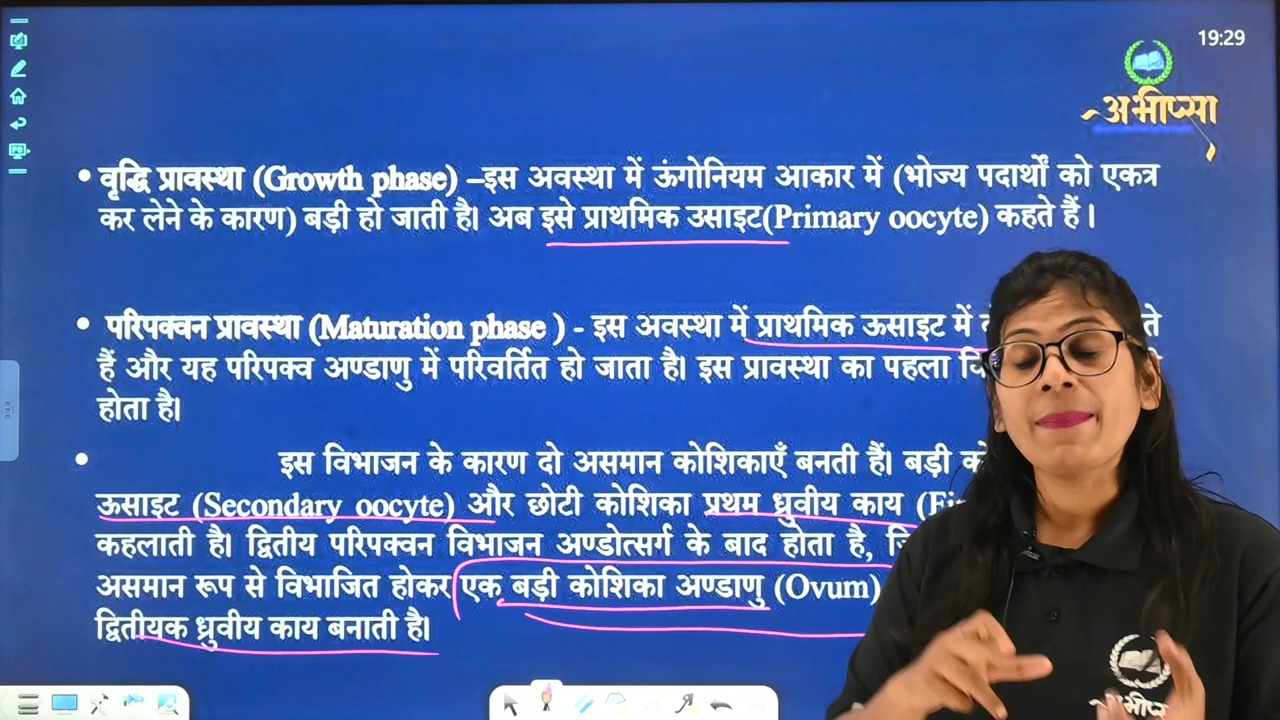 19:29
अभीप्सा
• वृद्धि प्रावस्था (Growth phase) –इस अवस्था में ऊंगोनियम आकार में (भोज्य पदार्थों को एकत्र
कर लेने के कारण) बड़ी हो जाती है। अब इसे प्राथमिक उसाइट(Primary oocyte) कहते हैं ।
• परिपक्वन प्रावस्था (Maturation phase ) - इस अवस्था में प्राथमिक ऊसाइट में
हैं और यह परिपक्व अण्डाणु में परिवर्तित हो जाता है। इस प्रावस्था का पहला
होता है।
• इस विभाजन के कारण दो असमान कोशिकाएँ बनती हैं। बड़ी
ऊसाइट (Secondary oocyte) और छोटी कोशिका प्रथम ध्रुवीय काय
कहलाती है। द्वितीय परिपक्वन विभाजन अण्डोत्सर्ग के बाद होता है,
असमान रूप से विभाजित होकर एक बड़ी कोशिका अण्डाणु (Ovum)
द्वितीयक ध्रुवीय काय बनाती है।